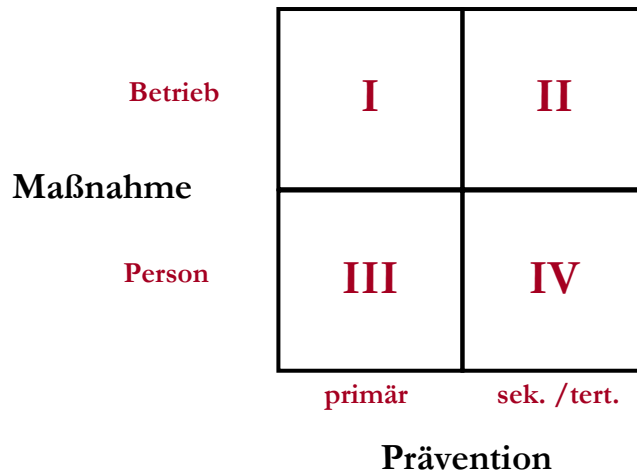 Betrieb
I
II
Maßnahme
Person
III
IV
primär
sek. /tert.
Prävention